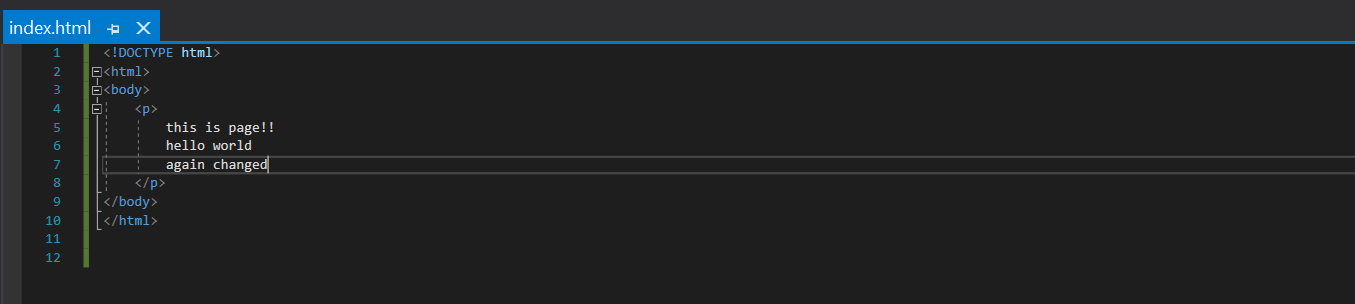 index.html
1 <!DOCTYPE html>
2 <html>
3 <body>
4 <p>
5 this is page!!
6 hello world
7 again changed
8 </p>
9 </body>
10 </html>
11
12